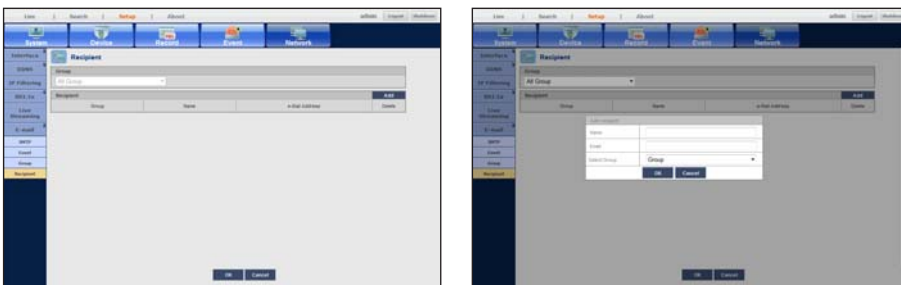 Live | Search | Setup | About admin Logout Shutdown
System Device Record Event Network
Interface
DDNS
IP Filtering
802.1x
Live Streaming
E-mail
SMTP
Event
Group
Recipient
Recipient
Group
All Group
Recipient Add
Group Name e-Mail Address Delete
OK Cancel
Live | Search | Setup | About admin Logout Shutdown
System Device Record Event Network
Interface
DDNS
IP Filtering
802.1x
Live Streaming
E-mail
SMTP
Event
Group
Recipient
Recipient
Group
All Group
Recipient Add
Group Name e-Mail Address Delete
Name
Email
Select Group Group
OK Cancel
OK Cancel